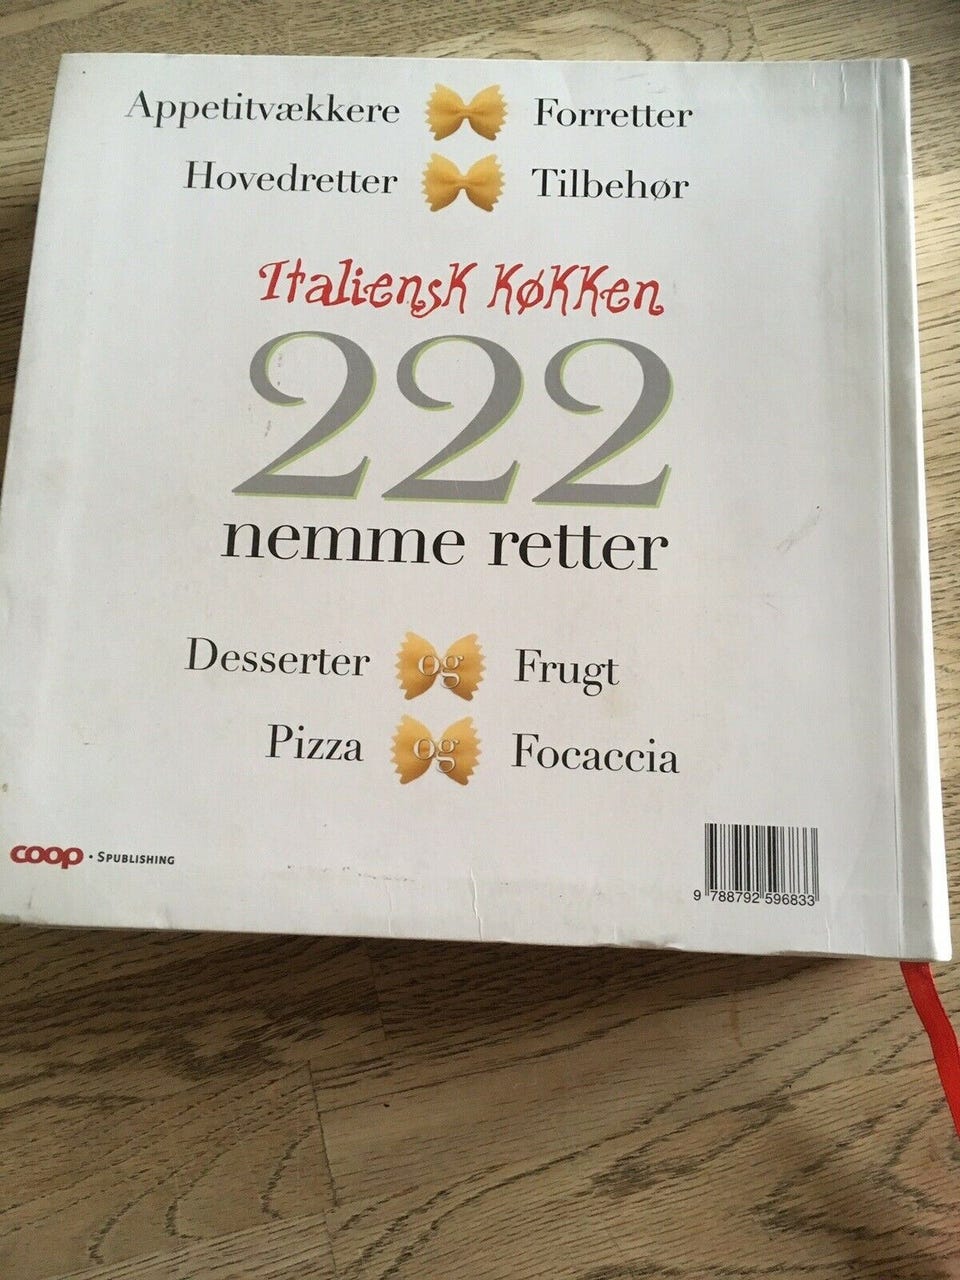 Appetitvækkere Forretter
Hovedretter Tilbehør
Italiensk køkken
222
nemme retter
Desserter og Frugt
Pizza og Focaccia
coop • SPUBLISHING
9 788792 596833